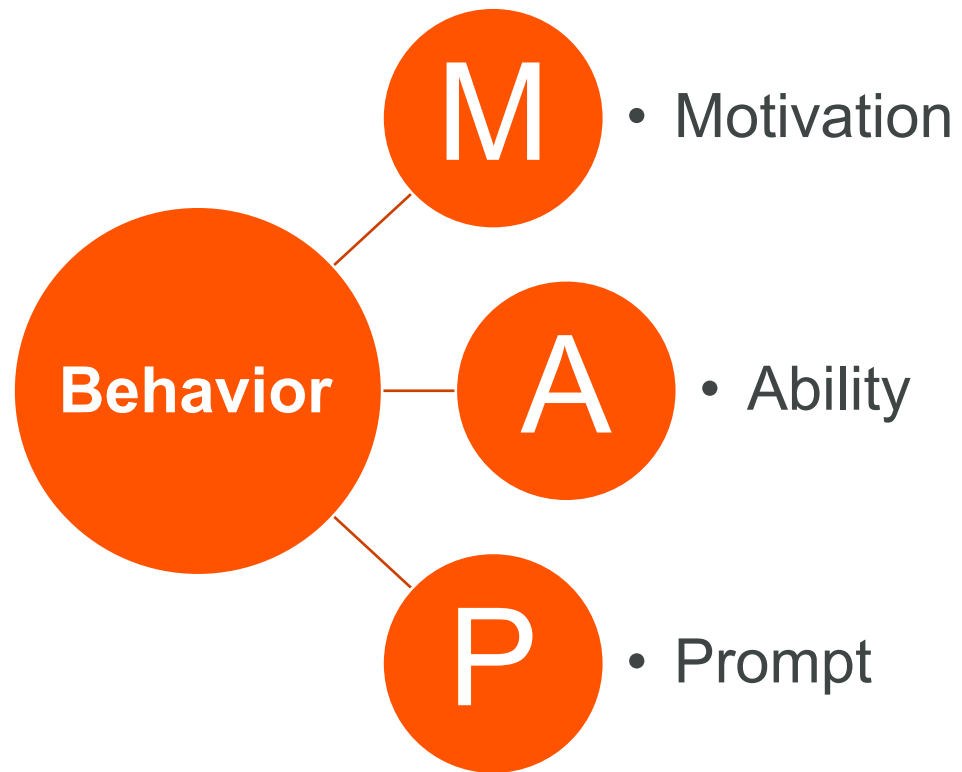 M
• Motivation
Behavior
A
• Ability
P
• Prompt